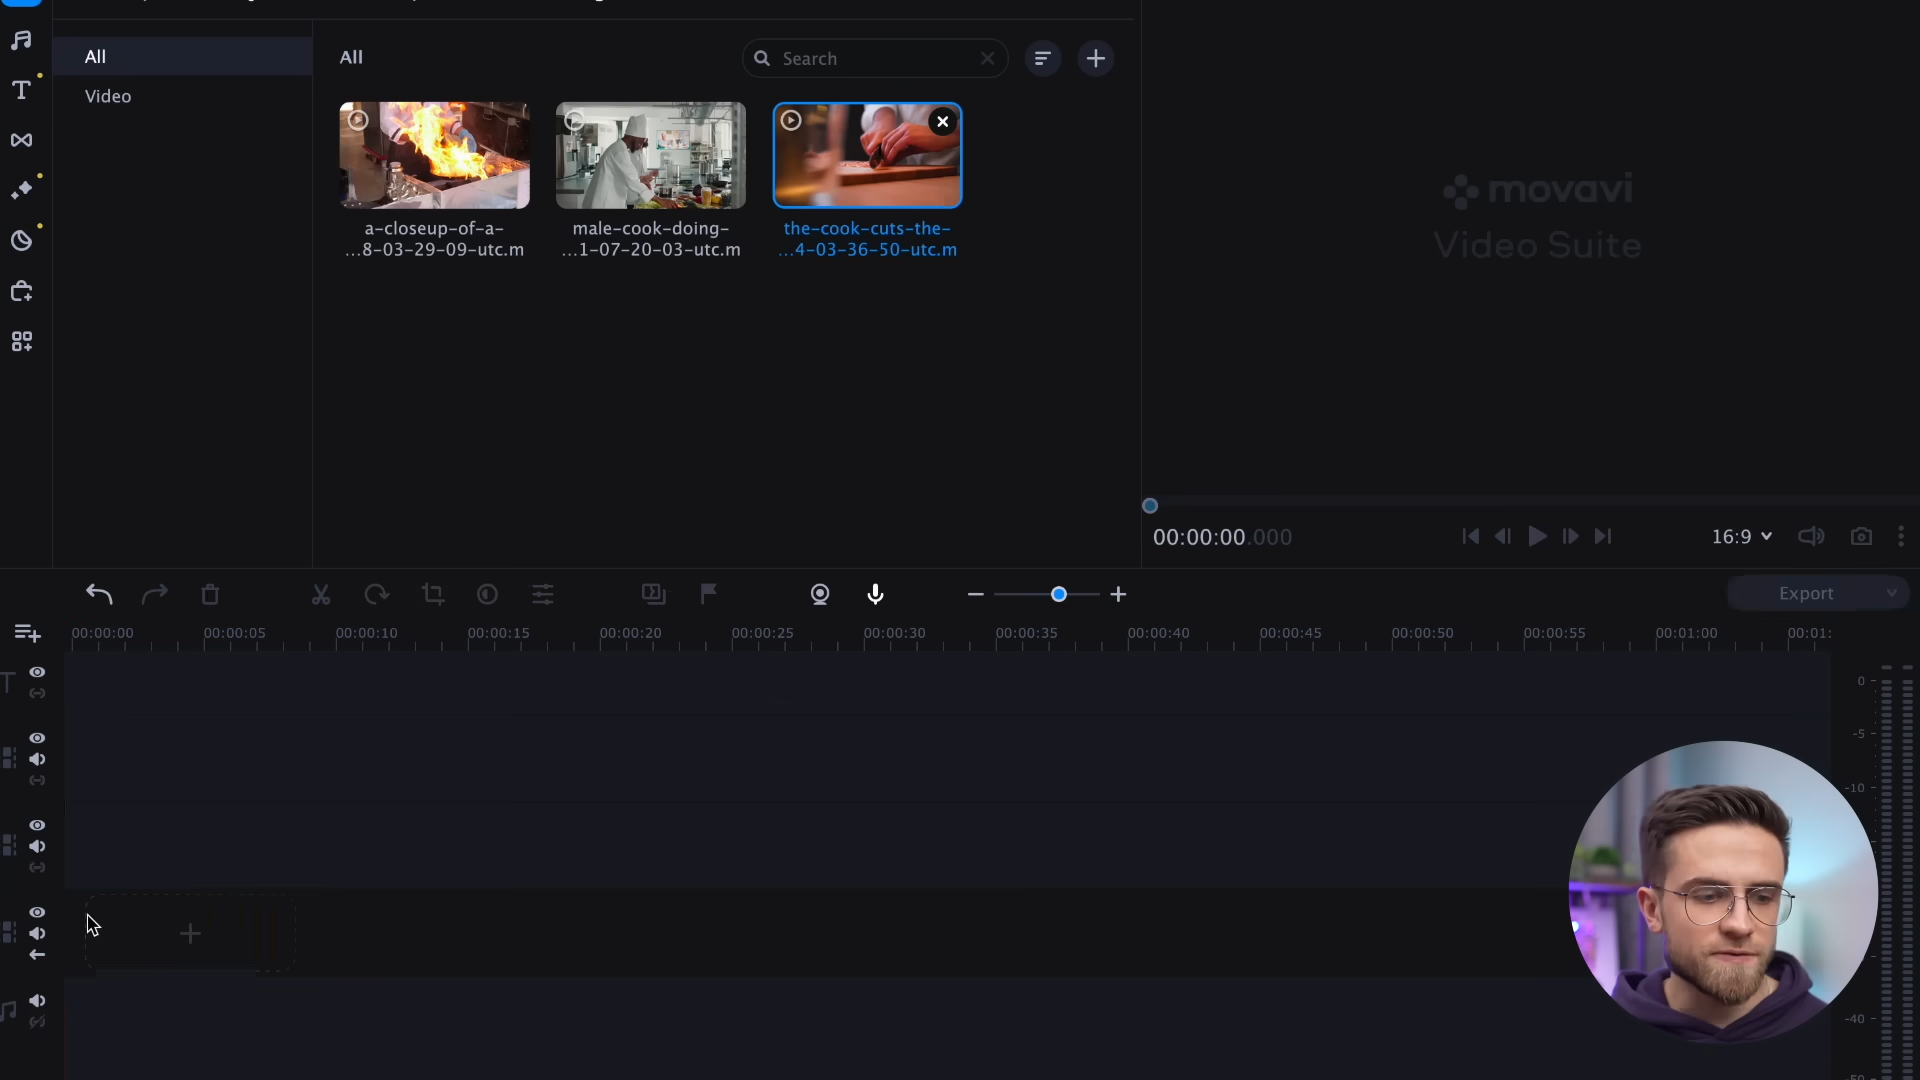 All
Video
All
Search
a-closeup-of-a-
...8-03-29-09-utc.m
male-cook-doing-
...1-07-20-03-utc.m
the-cook-cuts-the-
...4-03-36-50-utc.m
movavi
Video Suite
00:00:00.000
16:9
Export
00:00:00 00:00:05 00:00:10 00:00:15 00:00:20 00:00:25 00:00:30 00:00:35 00:00:40 00:00:45 00:00:50 00:00:55 00:01:00 00:01:
0
-5
-10
-40
-50